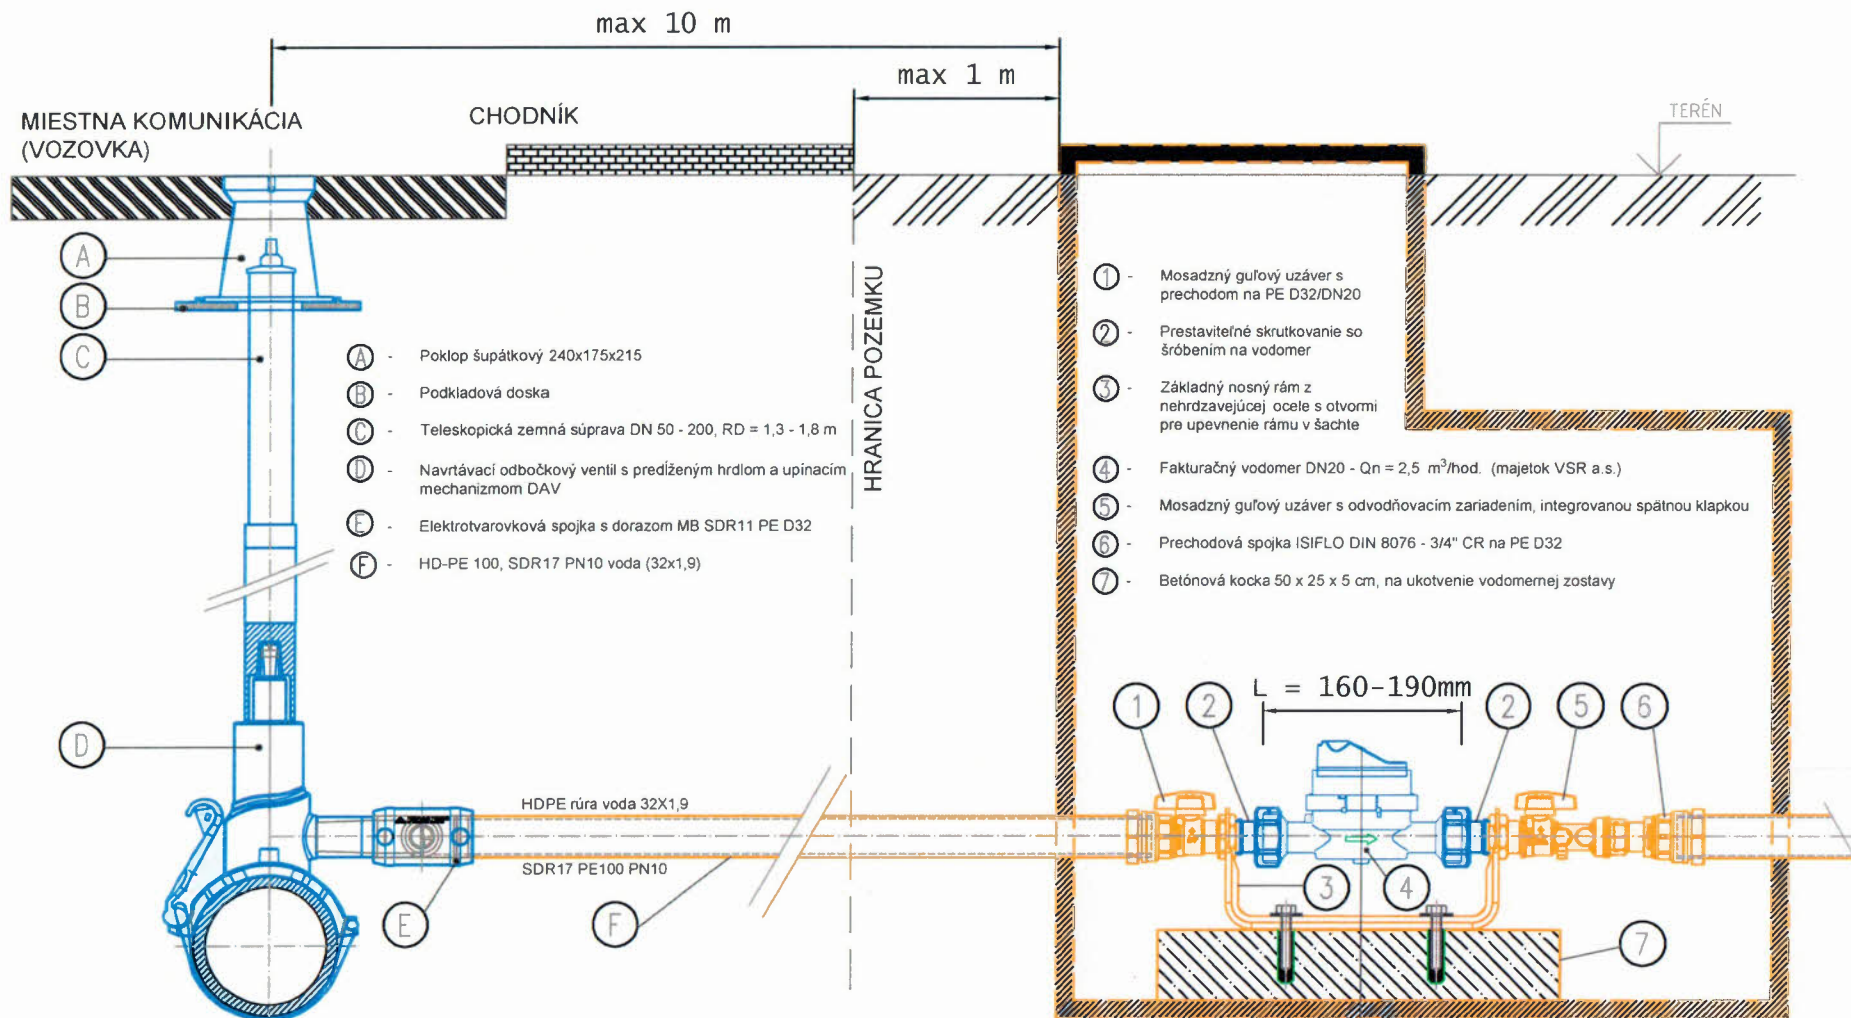 max 10 m
max 1 m
MIESTNA KOMUNIKÁCIA
(VOZOVKA)
CHODNÍK
TERÉN
A
B
C
D
E
F
HRANICA POZEMKU
A - Poklop šupátkový 240x175x215
B - Podkladová doska
C - Teleskopická zemná súprava DN 50 - 200, RD = 1,3 - 1,8 m
D - Navrtávací odbočkový ventil s predĺženým hrdlom a upínacím
mechanizmom DAV
E - Elektrotvarovková spojka s dorazom MB SDR11 PE D32
F - HD-PE 100, SDR17 PN10 voda (32x1,9)
1 - Mosadzný guľový uzáver s
prechodom na PE D32/DN20
2 - Prestaviteľné skrutkovanie so
šróbením na vodomer
3 - Základný nosný rám z
nehrdzavejúcej ocele s otvormi
pre upevnenie rámu v šachte
4 - Fakturačný vodomer DN20 - Qn = 2,5 m³/hod. (majetok VSR a.s.)
5 - Mosadzný guľový uzáver s odvodňovacím zariadením, integrovanou spätnou klapkou
6 - Prechodová spojka ISIFLO DIN 8076 - 3/4" CR na PE D32
7 - Betónová kocka 50 x 25 x 5 cm, na ukotvenie vodomernej zostavy
L = 160-190mm
1
2
2
5
6
HDPE rúra voda 32X1,9
SDR17 PE100 PN10
3
4
7